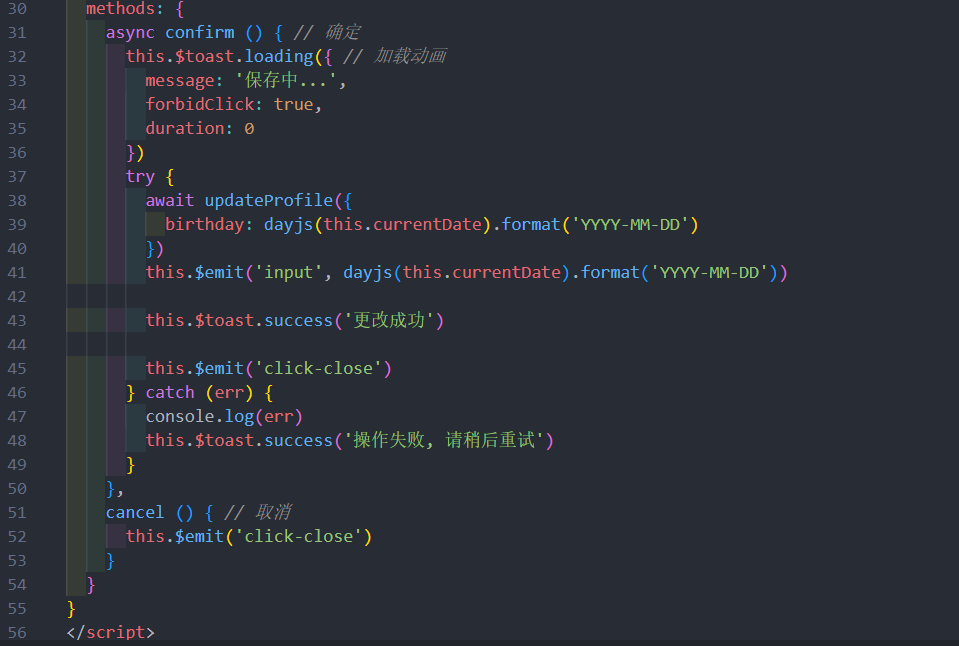 30 methods: {
31 async confirm () { // 确定
32 this.$toast.loading({ // 加载动画
33 message: '保存中...',
34 forbidClick: true,
35 duration: 0
36 })
37 try {
38 await updateProfile({
39 birthday: dayjs(this.currentDate).format('YYYY-MM-DD')
40 })
41 this.$emit('input', dayjs(this.currentDate).format('YYYY-MM-DD'))
42
43 this.$toast.success('更改成功')
44
45 this.$emit('click-close')
46 } catch (err) {
47 console.log(err)
48 this.$toast.success('操作失败, 请稍后重试')
49 }
50 },
51 cancel () { // 取消
52 this.$emit('click-close')
53 }
54 }
55 }
56 </script>